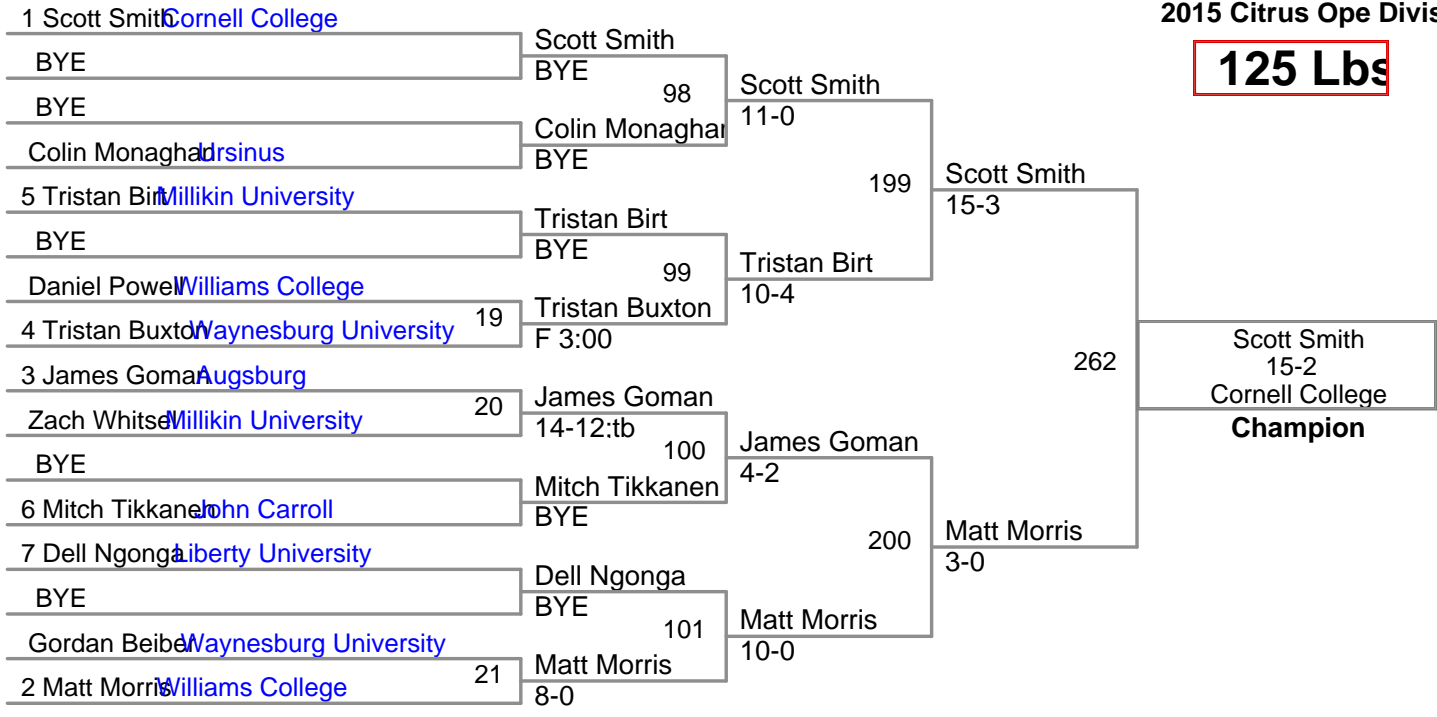 2015 Citrus Ope Divis
125 Lbs
1 Scott Smith Cornell College
BYE
BYE
Colin Monaghan Ursinus
5 Tristan Birt Millikin University
BYE
Daniel Powell Williams College
4 Tristan Buxton Waynesburg University
3 James Goman Augsburg
Zach Whitsel Millikin University
BYE
6 Mitch Tikkanen John Carroll
7 Dell Ngonga Liberty University
BYE
Gordan Beiber Waynesburg University
2 Matt Morris Williams College
19
20
21
Scott Smith
BYE
Colin Monaghan
BYE
Tristan Birt
BYE
Tristan Buxton
F 3:00
James Goman
14-12:tb
Mitch Tikkanen
BYE
Dell Ngonga
BYE
Matt Morris
8-0
98
99
100
101
Scott Smith
11-0
Tristan Birt
10-4
James Goman
4-2
Matt Morris
10-0
199
200
Scott Smith
15-3
Matt Morris
3-0
262
Scott Smith
15-2
Cornell College
Champion